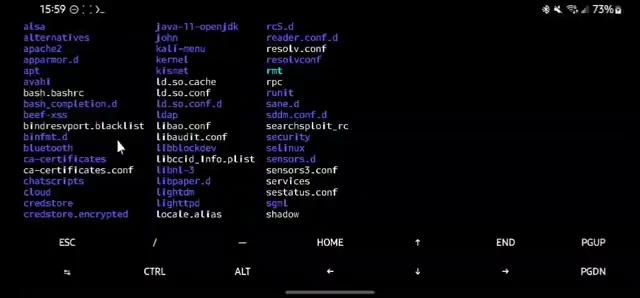 15:59 73%
alsa java-11-openjdk rcS.d
alternatives john reader.conf.d
apache2 kali-menu resolv.conf
apparmor.d kernel resolvconf
apt kismet rmt
avahi ld.so.cache rpc
bash.bashrc ld.so.conf runit
bash_completion.d ld.so.conf.d sane.d
beef-xss ldap sddm.conf.d
bindresvport.blacklist libao.conf searchsploit_rc
binfmt.d libaudit.conf security
bluetooth libblockdev selinux
ca-certificates libccid_Info.plist sensors.d
ca-certificates.conf libnl-3 sensors3.conf
chatscripts libpaper.d services
cloud lightdm sestatus.conf
credstore lighttpd sgml
credstore.encrypted locale.alias shadow
ESC / — HOME ↑ END PGUP
⇆ CTRL ALT ← ↓ → PGDN